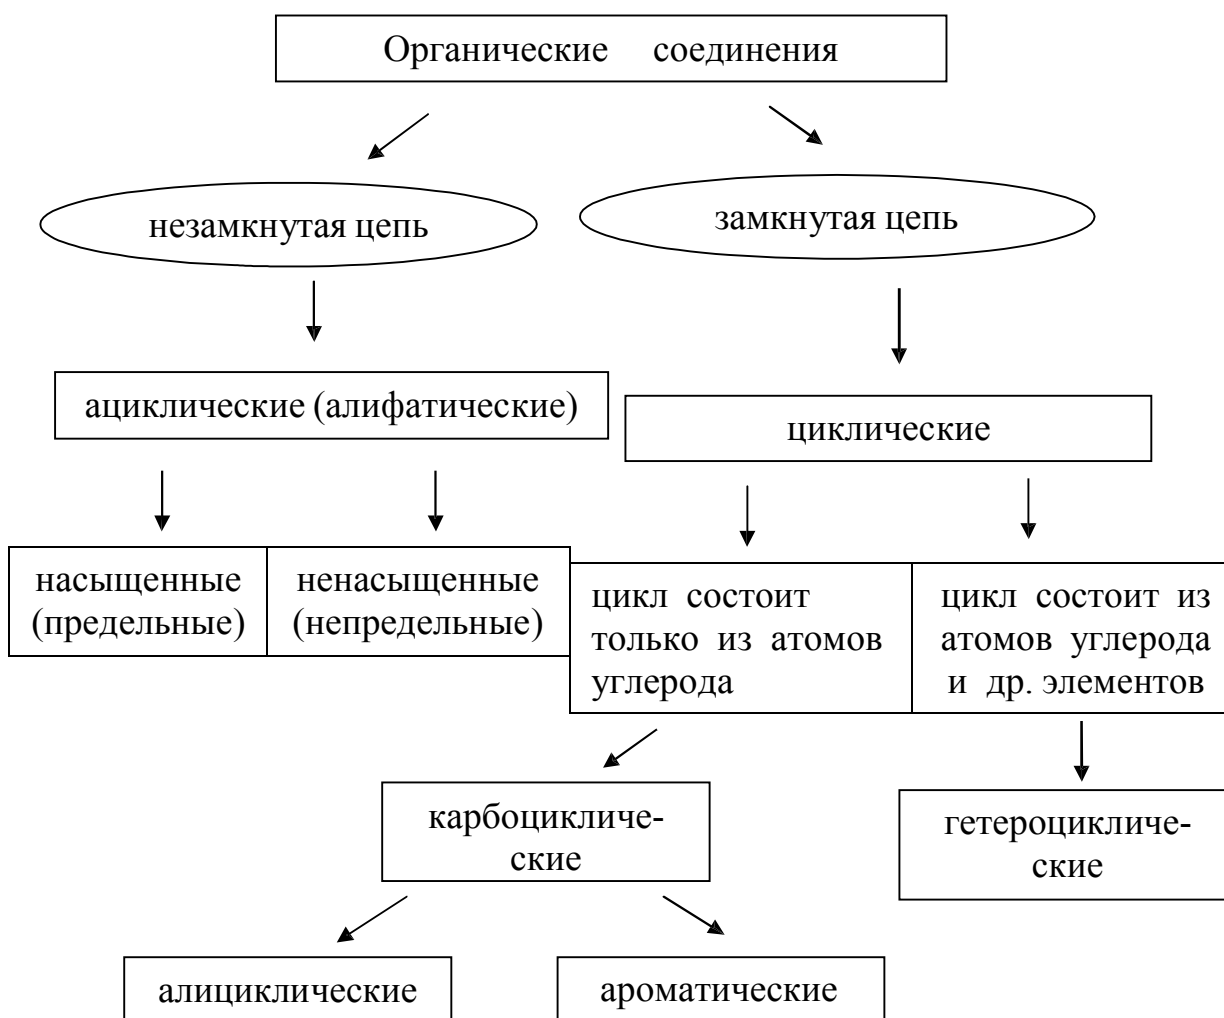 Органические соединения
незамкнутая цепь
замкнутая цепь
ациклические (алифатические)
циклические
насыщенные
(предельные)
ненасыщенные
(непредельные)
цикл состоит
только из атомов
углерода
цикл состоит из
атомов углерода
и др. элементов
карбоцикличе-
ские
гетероцикличе-
ские
алициклические
ароматические